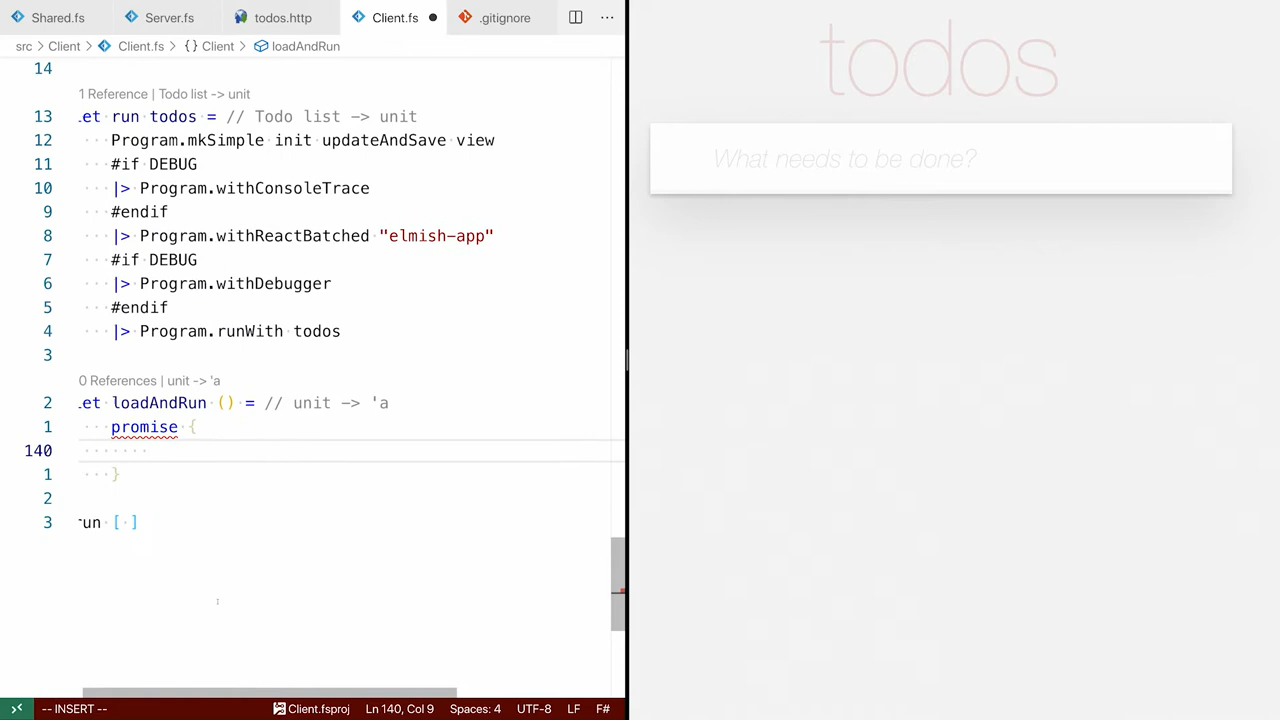 Shared.fs Server.fs todos.http Client.fs .gitignore
src > Client > Client.fs > {} Client > loadAndRun
14
1 Reference | Todo list -> unit
13 et run todos = // Todo list -> unit
12 Program.mkSimple init updateAndSave view
11 #if DEBUG
10 |> Program.withConsoleTrace
9 #endif
8 |> Program.withReactBatched "elmish-app"
7 #if DEBUG
6 |> Program.withDebugger
5 #endif
4 |> Program.runWith todos
3
0 References | unit -> 'a
2 et loadAndRun () = // unit -> 'a
1 promise {
140
1 }
2
3 run [ ]
-- INSERT -- Client.fsproj Ln 140, Col 9 Spaces: 4 UTF-8 LF F#
todos
What needs to be done?